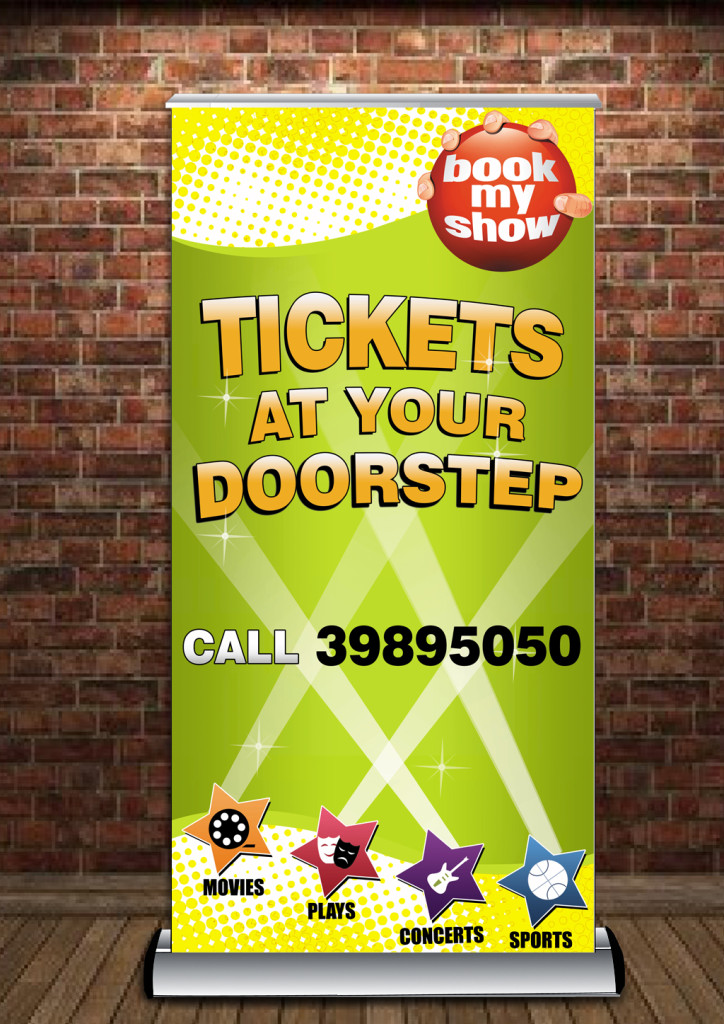 book
my
show
TICKETS
AT YOUR
DOORSTEP
CALL 39895050
MOVIES
PLAYS
CONCERTS
SPORTS